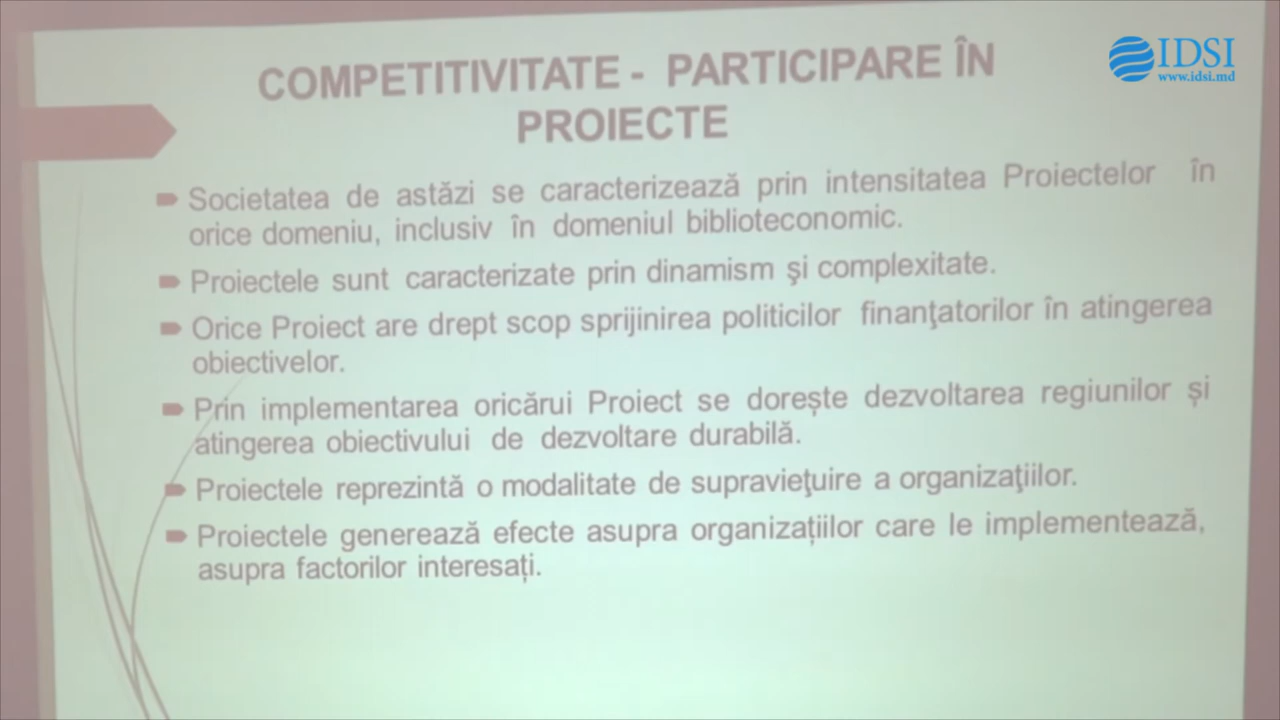 IDSI
www.idsi.md
COMPETITIVITATE - PARTICIPARE ÎN
PROIECTE
Societatea de astăzi se caracterizează prin intensitatea Proiectelor în
orice domeniu, inclusiv în domeniul biblioteconomic.
Proiectele sunt caracterizate prin dinamism şi complexitate.
Orice Proiect are drept scop sprijinirea politicilor finanţatorilor în atingerea
obiectivelor.
Prin implementarea oricărui Proiect se dorește dezvoltarea regiunilor și
atingerea obiectivului de dezvoltare durabilă.
Proiectele reprezintă o modalitate de supravieţuire a organizaţiilor.
Proiectele generează efecte asupra organizațiilor care le implementează,
asupra factorilor interesați.